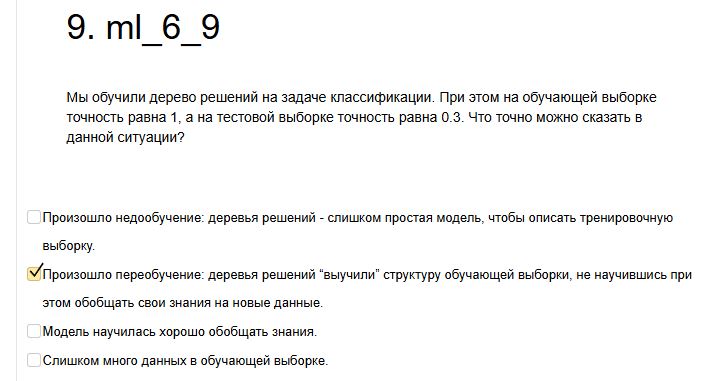 9. ml_6_9
Мы обучили дерево решений на задаче классификации. При этом на обучающей выборке
точность равна 1, а на тестовой выборке точность равна 0.3. Что точно можно сказать в
данной ситуации?
Произошло недообучение: деревья решений - слишком простая модель, чтобы описать тренировочную
выборку.
Произошло переобучение: деревья решений “выучили” структуру обучающей выборки, не научившись при
этом обобщать свои знания на новые данные.
Модель научилась хорошо обобщать знания.
Слишком много данных в обучающей выборке.